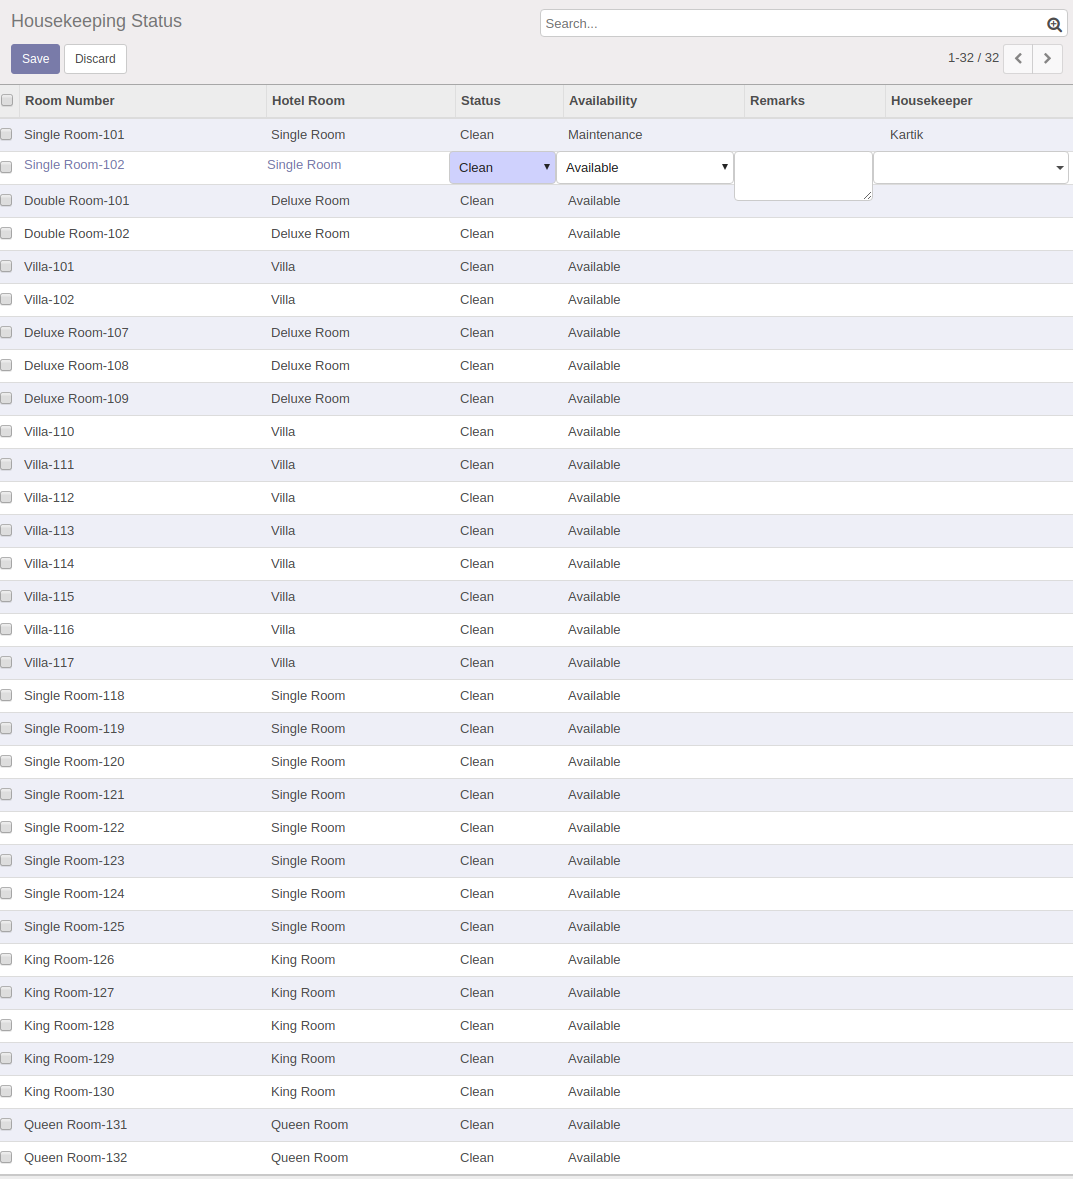 Housekeeping Status
Search...
Save Discard 1-32 / 32
Room Number Hotel Room Status Availability Remarks Housekeeper
Single Room-101 Single Room Clean Maintenance Kartik
Single Room-102 Single Room Clean Available
Double Room-101 Deluxe Room Clean Available
Double Room-102 Deluxe Room Clean Available
Villa-101 Villa Clean Available
Villa-102 Villa Clean Available
Deluxe Room-107 Deluxe Room Clean Available
Deluxe Room-108 Deluxe Room Clean Available
Deluxe Room-109 Deluxe Room Clean Available
Villa-110 Villa Clean Available
Villa-111 Villa Clean Available
Villa-112 Villa Clean Available
Villa-113 Villa Clean Available
Villa-114 Villa Clean Available
Villa-115 Villa Clean Available
Villa-116 Villa Clean Available
Villa-117 Villa Clean Available
Single Room-118 Single Room Clean Available
Single Room-119 Single Room Clean Available
Single Room-120 Single Room Clean Available
Single Room-121 Single Room Clean Available
Single Room-122 Single Room Clean Available
Single Room-123 Single Room Clean Available
Single Room-124 Single Room Clean Available
Single Room-125 Single Room Clean Available
King Room-126 King Room Clean Available
King Room-127 King Room Clean Available
King Room-128 King Room Clean Available
King Room-129 King Room Clean Available
King Room-130 King Room Clean Available
Queen Room-131 Queen Room Clean Available
Queen Room-132 Queen Room Clean Available